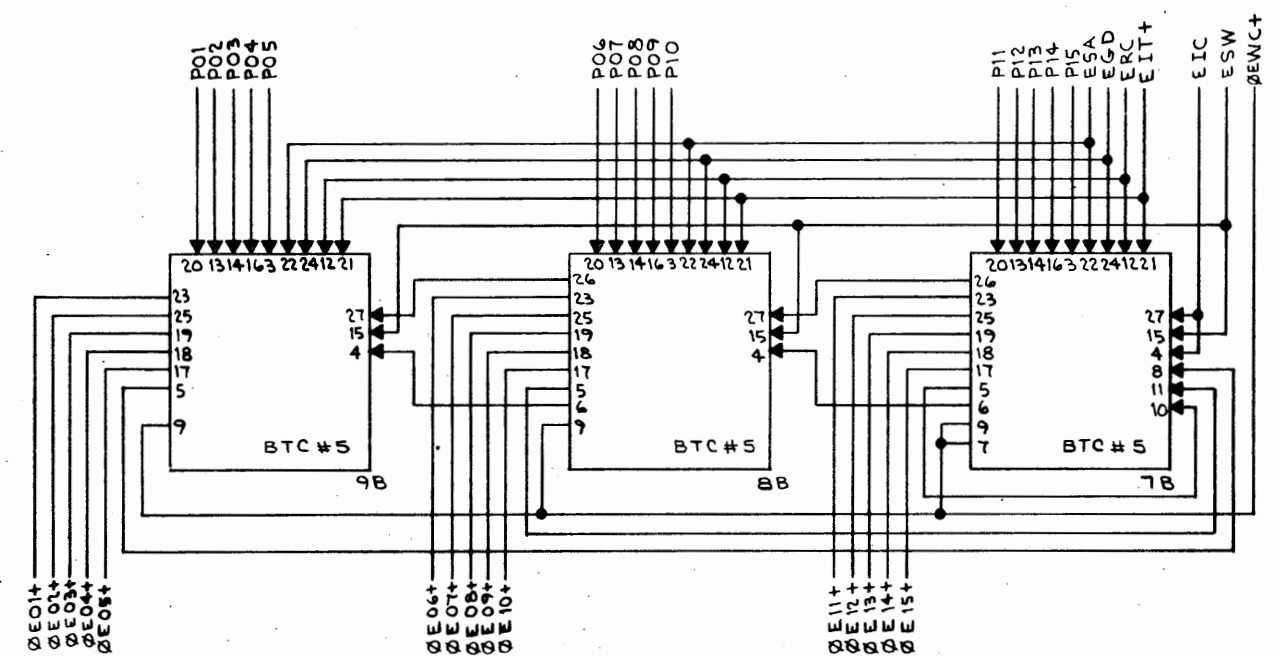 P01
P02
P03
P04
P05
P06
P07
P08
P09
P10
P11
P12
P13
P14
P15
ESA
EGD
ERC
EIT+
EIC
ESW
ØEWC+
20 13 14 16 3 22 24 12 21
23
25
19
18
17
5
9
27
15
4
BTC #5
9B
20 13 14 16 3 22 24 12 21
26
23
25
19
18
17
5
6
9
27
15
4
BTC #5
8B
20 13 14 16 3 22 24 12 21
26
23
25
19
18
17
5
6
9
7
27
15
4
8
11
10
BTC #5
7B
ØE01+
ØE02+
ØE03+
ØE04+
ØE05+
ØE06+
ØE07+
ØE08+
ØE09+
ØE10+
ØE11+
ØE12+
ØE13+
ØE14+
ØE15+